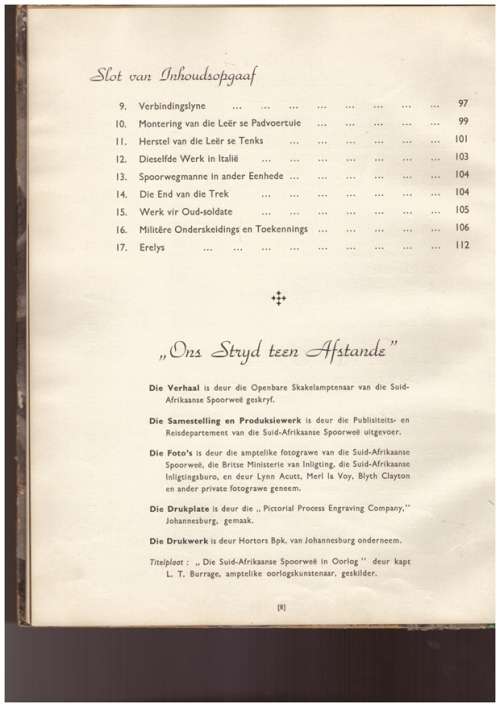 Slot van Inhoudsopgaaf
9. Verbindingslyne ... ... ... ... ... ... ... ... 97
10. Montering van die Leër se Padvoertuie ... ... ... ... ... 99
11. Herstel van die Leër se Tenks ... ... ... ... ... ... 101
12. Dieselfde Werk in Italië ... ... ... ... ... ... ... 103
13. Spoorwegmanne in ander Eenhede ... ... ... ... ... ... 104
14. Die End van die Trek ... ... ... ... ... ... ... 104
15. Werk vir Oud-soldate ... ... ... ... ... ... ... 105
16. Militêre Onderskeidings en Toekennings ... ... ... ... ... 106
17. Erelys ... ... ... ... ... ... ... ... ... 112
„Ons Stryd teen Afstande"
Die Verhaal is deur die Openbare Skakelamptenaar van die Suid-
Afrikaanse Spoorweë geskryf.
Die Samestelling en Produksiewerk is deur die Publisiteits- en
Reisdepartement van die Suid-Afrikaanse Spoorweë uitgevoer.
Die Foto's is deur die amptelike fotograwe van die Suid-Afrikaanse
Spoorweë, die Britse Ministerie van Inligting, die Suid-Afrikaanse
Inligtingsburo, en deur Lynn Acutt, Merl la Voy, Blyth Clayton
en ander private fotograwe geneem.
Die Drukplate is deur die „ Pictorial Process Engraving Company,"
Johannesburg, gemaak.
Die Drukwerk is deur Hortors Bpk. van Johannesburg onderneem.
Titelplaat : „ Die Suid-Afrikaanse Spoorweë in Oorlog " deur kapt
L. T. Burrage, amptelike oorlogskunstenaar, geskilder.
[8]